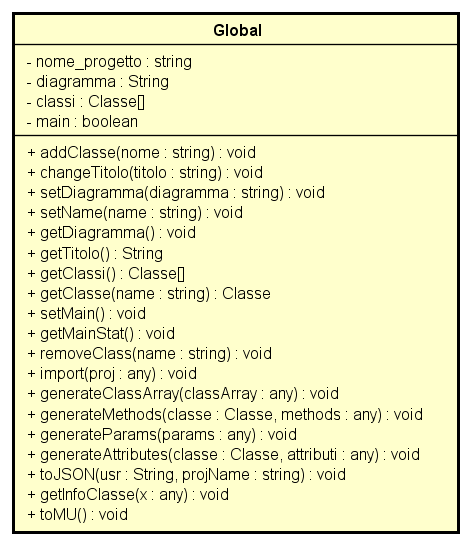 Global
- nome_progetto : string
- diagramma : String
- classi : Classe[]
- main : boolean
+ addClasse(nome : string) : void
+ changeTitolo(titolo : string) : void
+ setDiagramma(diagramma : string) : void
+ setName(name : string) : void
+ getDiagramma() : void
+ getTitolo() : String
+ getClassi() : Classe[]
+ getClasse(name : string) : Classe
+ setMain() : void
+ getMainStat() : void
+ removeClass(name : string) : void
+ import(proj : any) : void
+ generateClassArray(classArray : any) : void
+ generateMethods(classe : Classe, methods : any) : void
+ generateParams(params : any) : void
+ generateAttributes(classe : Classe, attributi : any) : void
+ toJSON(usr : String, projName : string) : void
+ getInfoClasse(x : any) : void
+ toMU() : void